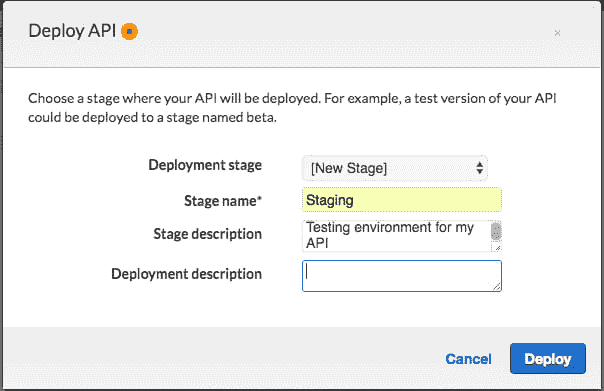 Deploy API
Choose a stage where your API will be deployed. For example, a test version of your API
could be deployed to a stage named beta.
Deployment stage [New Stage]
Stage name* Staging
Stage description Testing environment for my
API
Deployment description
Cancel Deploy